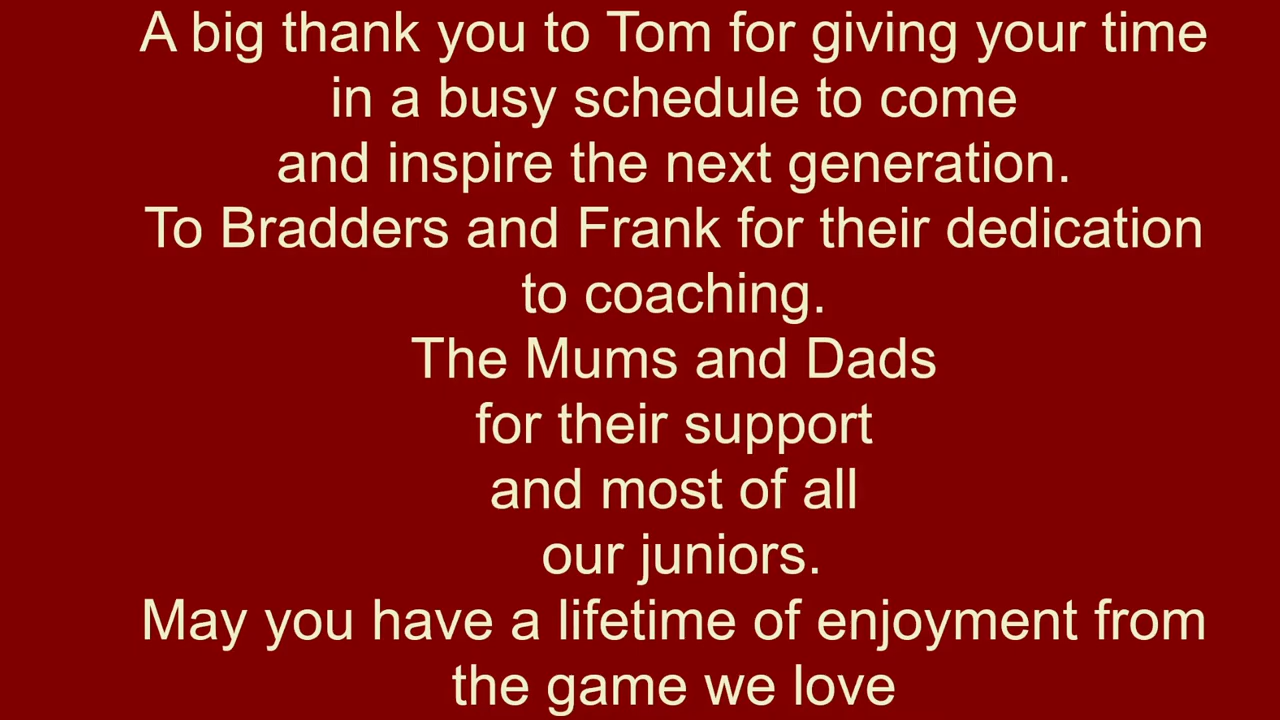 A big thank you to Tom for giving your time
in a busy schedule to come
and inspire the next generation.
To Bradders and Frank for their dedication
to coaching.
The Mums and Dads
for their support
and most of all
our juniors.
May you have a lifetime of enjoyment from
the game we love